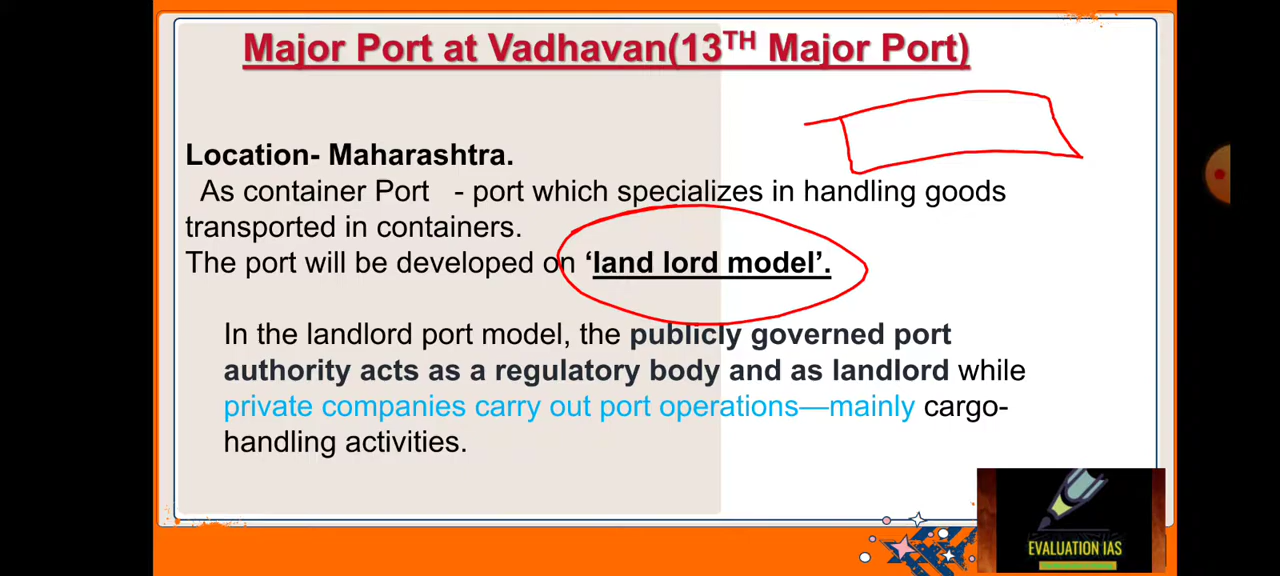 Major Port at Vadhavan(13TH Major Port)
Location- Maharashtra.
As container Port - port which specializes in handling goods
transported in containers.
The port will be developed on ‘land lord model’.
In the landlord port model, the publicly governed port
authority acts as a regulatory body and as landlord while
private companies carry out port operations—mainly cargo-
handling activities.
EVALUATION IAS